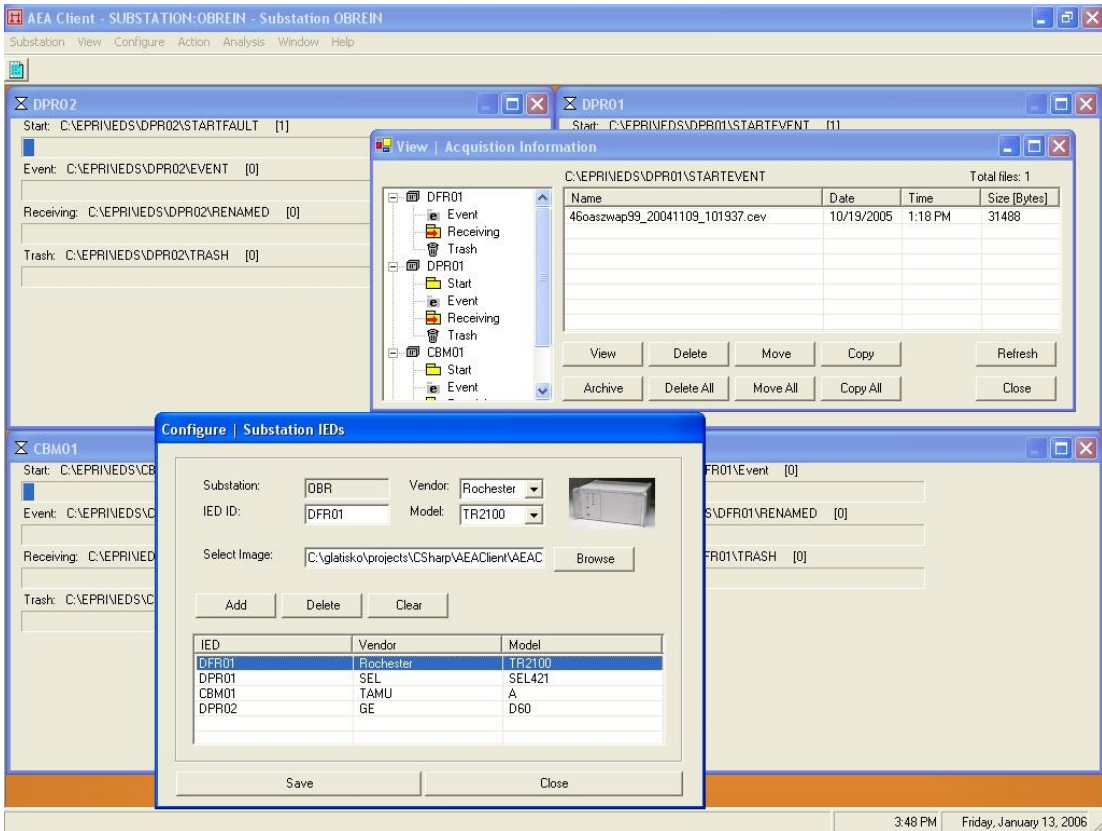 AEA Client - SUBSTATION:OBREIN - Substation OBREIN
Substation View Configure Action Analysis Window Help
DPR02
Start: C:\EPRI\IEDS\DPR02\STARTFAULT [1]
Event: C:\EPRI\IEDS\DPR02\EVENT [0]
Receiving: C:\EPRI\IEDS\DPR02\RENAMED [0]
Trash: C:\EPRI\IEDS\DPR02\TRASH [0]
DPR01
Start: C:\EPRI\IEDS\DPR01\STARTEVENT [1]
View | Acquistion Information
DFR01
Event
Receiving
Trash
DPR01
Start
Event
Receiving
Trash
CBM01
Start
Event
C:\EPRI\IEDS\DPR01\STARTEVENT Total files: 1
Name Date Time Size [Bytes]
46oaszwap99_20041109_101937.cev 10/19/2005 1:18 PM 31488
View Delete Move Copy Refresh
Archive Delete All Move All Copy All Close
CBM01
Start: C:\EPRI\IEDS\CB
Event: C:\EPRI\IEDS\C
Receiving: C:\EPRI\IED
Trash: C:\EPRI\IEDS\C
Configure | Substation IEDs
Substation: OBR Vendor: Rochester
IED ID: DFR01 Model: TR2100
Select Image: C:\glatisko\projects\CSharp\AEAClient\AEAC Browse
Add Delete Clear
IED Vendor Model
DFR01 Rochester TR2100
DPR01 SEL SEL421
CBM01 TAMU A
DPR02 GE D60
Save Close
FR01\Event [0]
S\DFR01\RENAMED [0]
FR01\TRASH [0]
3:48 PM Friday, January 13, 2006